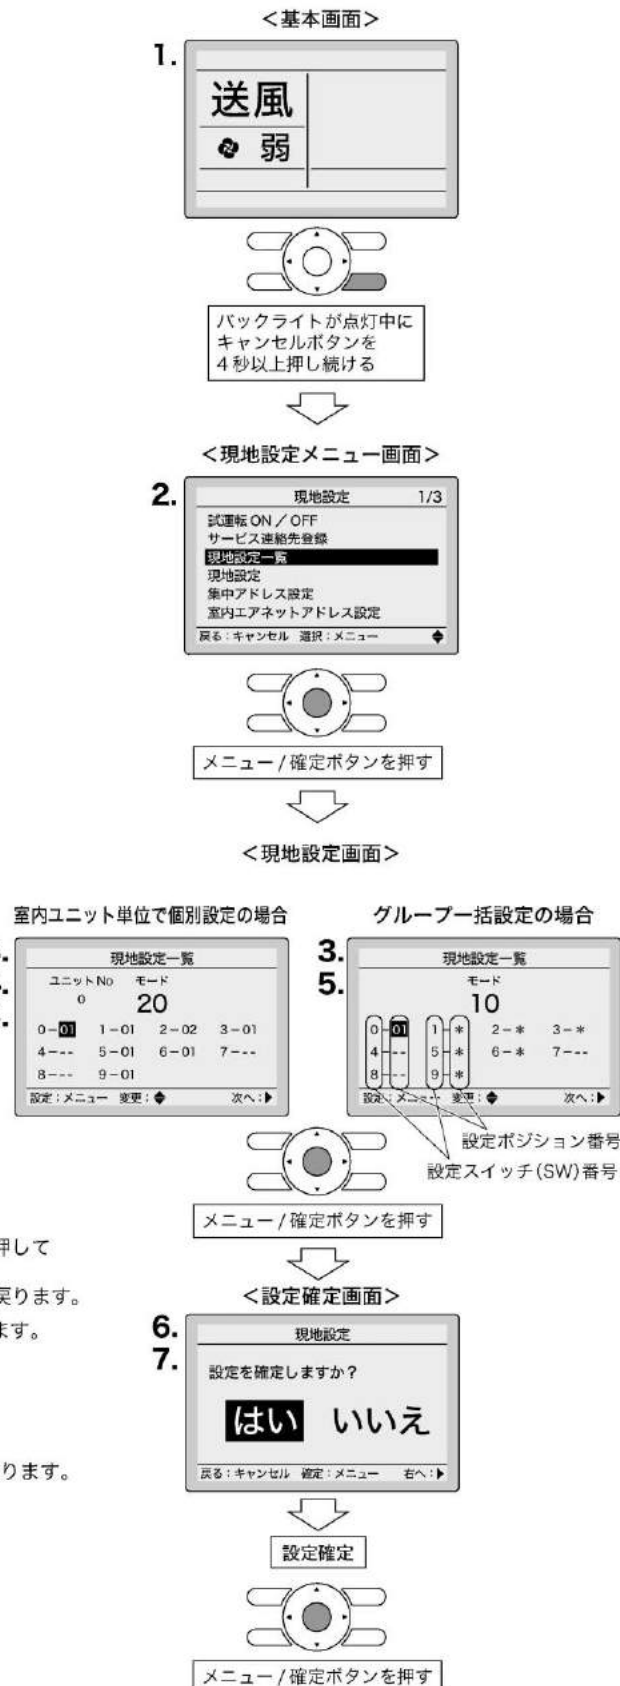 ＜基本画面＞
1.
送風
弱
バックライトが点灯中に
キャンセルボタンを
4秒以上押し続ける
＜現地設定メニュー画面＞
2.
現地設定 1/3
試運転 ON / OFF
サービス連絡先登録
現地設定一覧
現地設定
集中アドレス設定
室内エアネットアドレス設定
戻る：キャンセル 選択：メニュー
メニュー / 確定ボタンを押す
＜現地設定画面＞
室内ユニット単位で個別設定の場合
現地設定一覧
ユニット No モード
0 20
0－01 1－01 2－02 3－01
4－-- 5－01 6－01 7－--
8－-- 9－01
設定：メニュー 変更： 次へ：
グループ一括設定の場合
3.
5.
現地設定一覧
モード
10
0－01 1－＊ 2－＊ 3－＊
4－-- 5－＊ 6－＊ 7－--
8－-- 9－＊
設定：メニュー 変更： 次へ：
設定ポジション番号
設定スイッチ(SW)番号
メニュー / 確定ボタンを押す
押して
戻ります。
ます。
ります。
＜設定確定画面＞
6.
7.
現地設定
設定を確定しますか？
はい いいえ
戻る：キャンセル 確定：メニュー 右へ：
設定確定
メニュー / 確定ボタンを押す